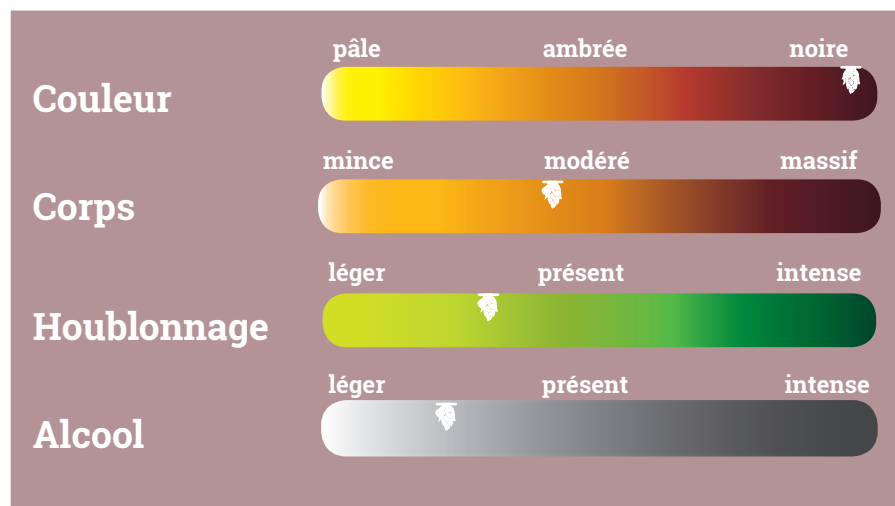 pâle ambrée noire
Couleur
mince modéré massif
Corps
léger présent intense
Houblonnage
léger présent intense
Alcool